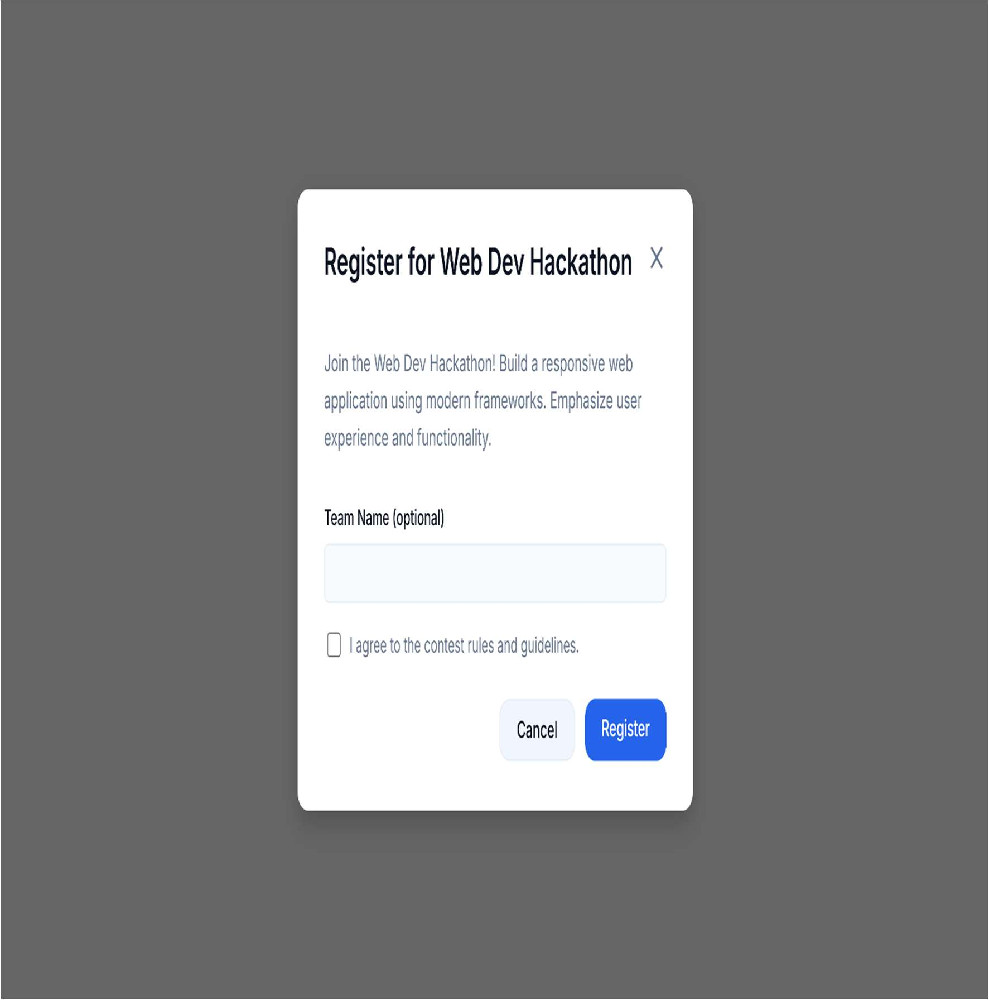 Register for Web Dev Hackathon
Join the Web Dev Hackathon! Build a responsive web
application using modern frameworks. Emphasize user
experience and functionality.
Team Name (optional)
I agree to the contest rules and guidelines.
Cancel
Register